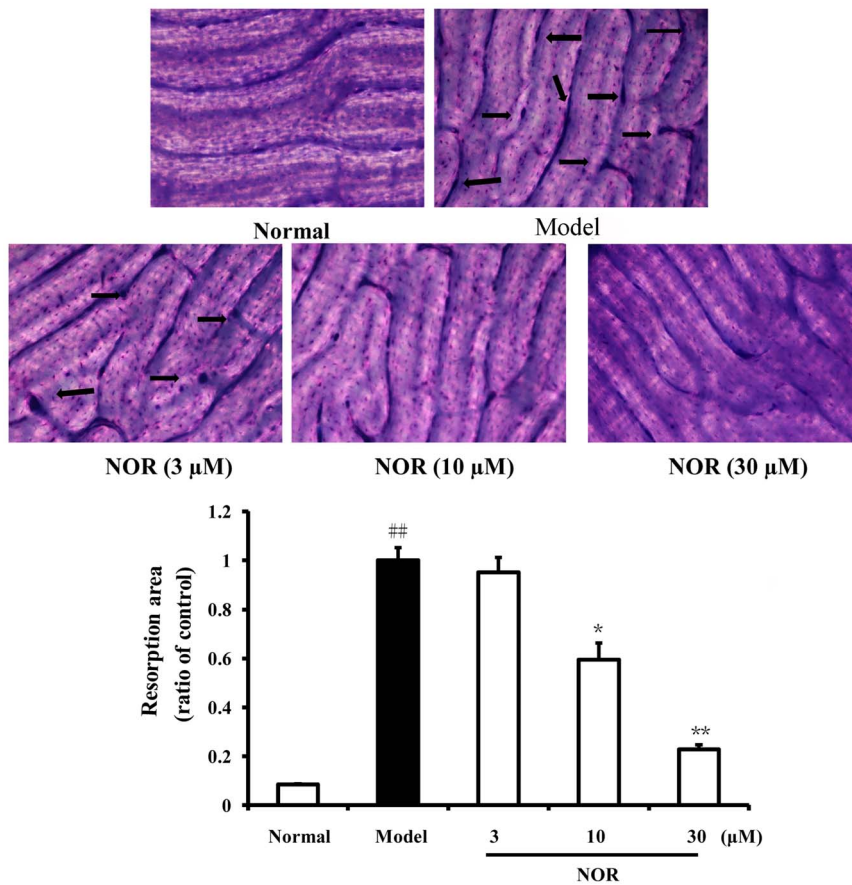 Normal Model
NOR (3 μM) NOR (10 μM) NOR (30 μM)
Resorption area
(ratio of control)
1.2
1
0.8
0.6
0.4
0.2
0
##
*
**
Normal Model 3 10 30 (μM)
NOR